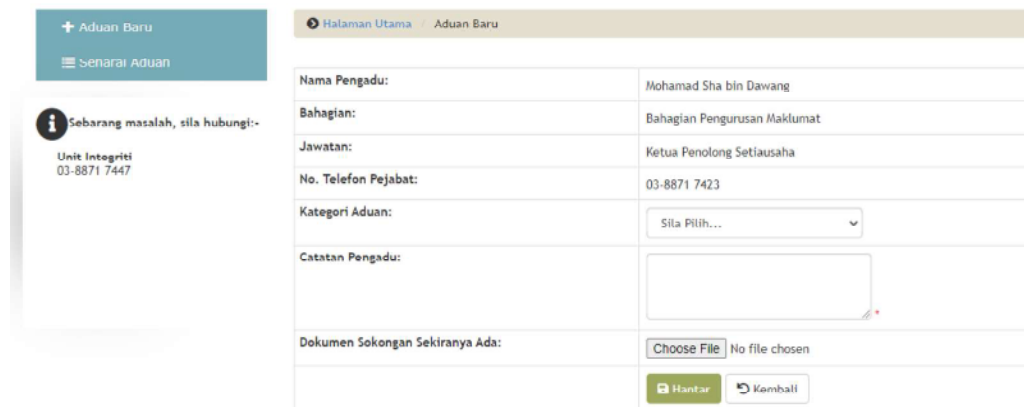 Aduan Baru
Senarai Aduan
Sebarang masalah, sila hubungi:-
Unit Integriti
03-8871 7447
Halaman Utama / Aduan Baru
Nama Pengadu: Mohamad Sha bin Dawang
Bahagian: Bahagian Pengurusan Maklumat
Jawatan: Ketua Penolong Setiausaha
No. Telefon Pejabat: 03-8871 7423
Kategori Aduan: Sila Pilih...
Catatan Pengadu:
*
Dokumen Sokongan Sekiranya Ada: Choose File No file chosen
Hantar Kembali